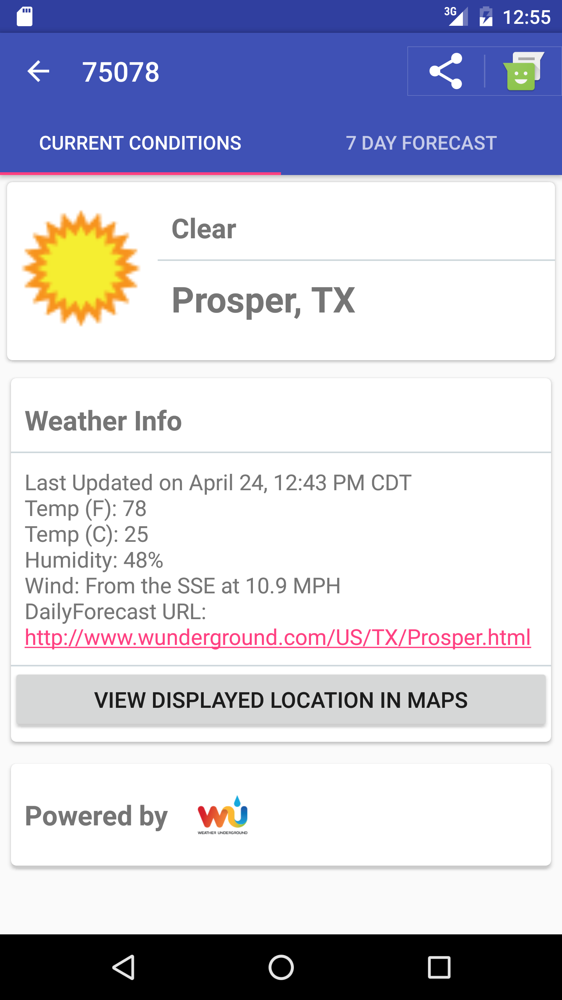 3G 12:55
75078
CURRENT CONDITIONS 7 DAY FORECAST
Clear
Prosper, TX
Weather Info
Last Updated on April 24, 12:43 PM CDT
Temp (F): 78
Temp (C): 25
Humidity: 48%
Wind: From the SSE at 10.9 MPH
DailyForecast URL:
http://www.wunderground.com/US/TX/Prosper.html
VIEW DISPLAYED LOCATION IN MAPS
Powered by
WU
WEATHER UNDERGROUND